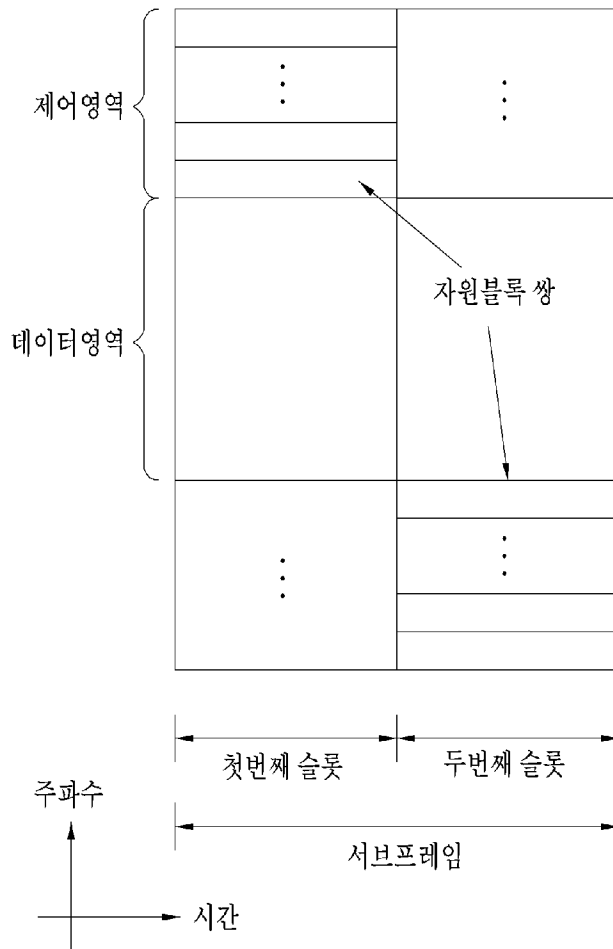 제어영역
자원블록 쌍
데이터영역
첫번째 슬롯
두번째 슬롯
주파수
서브프레임
시간